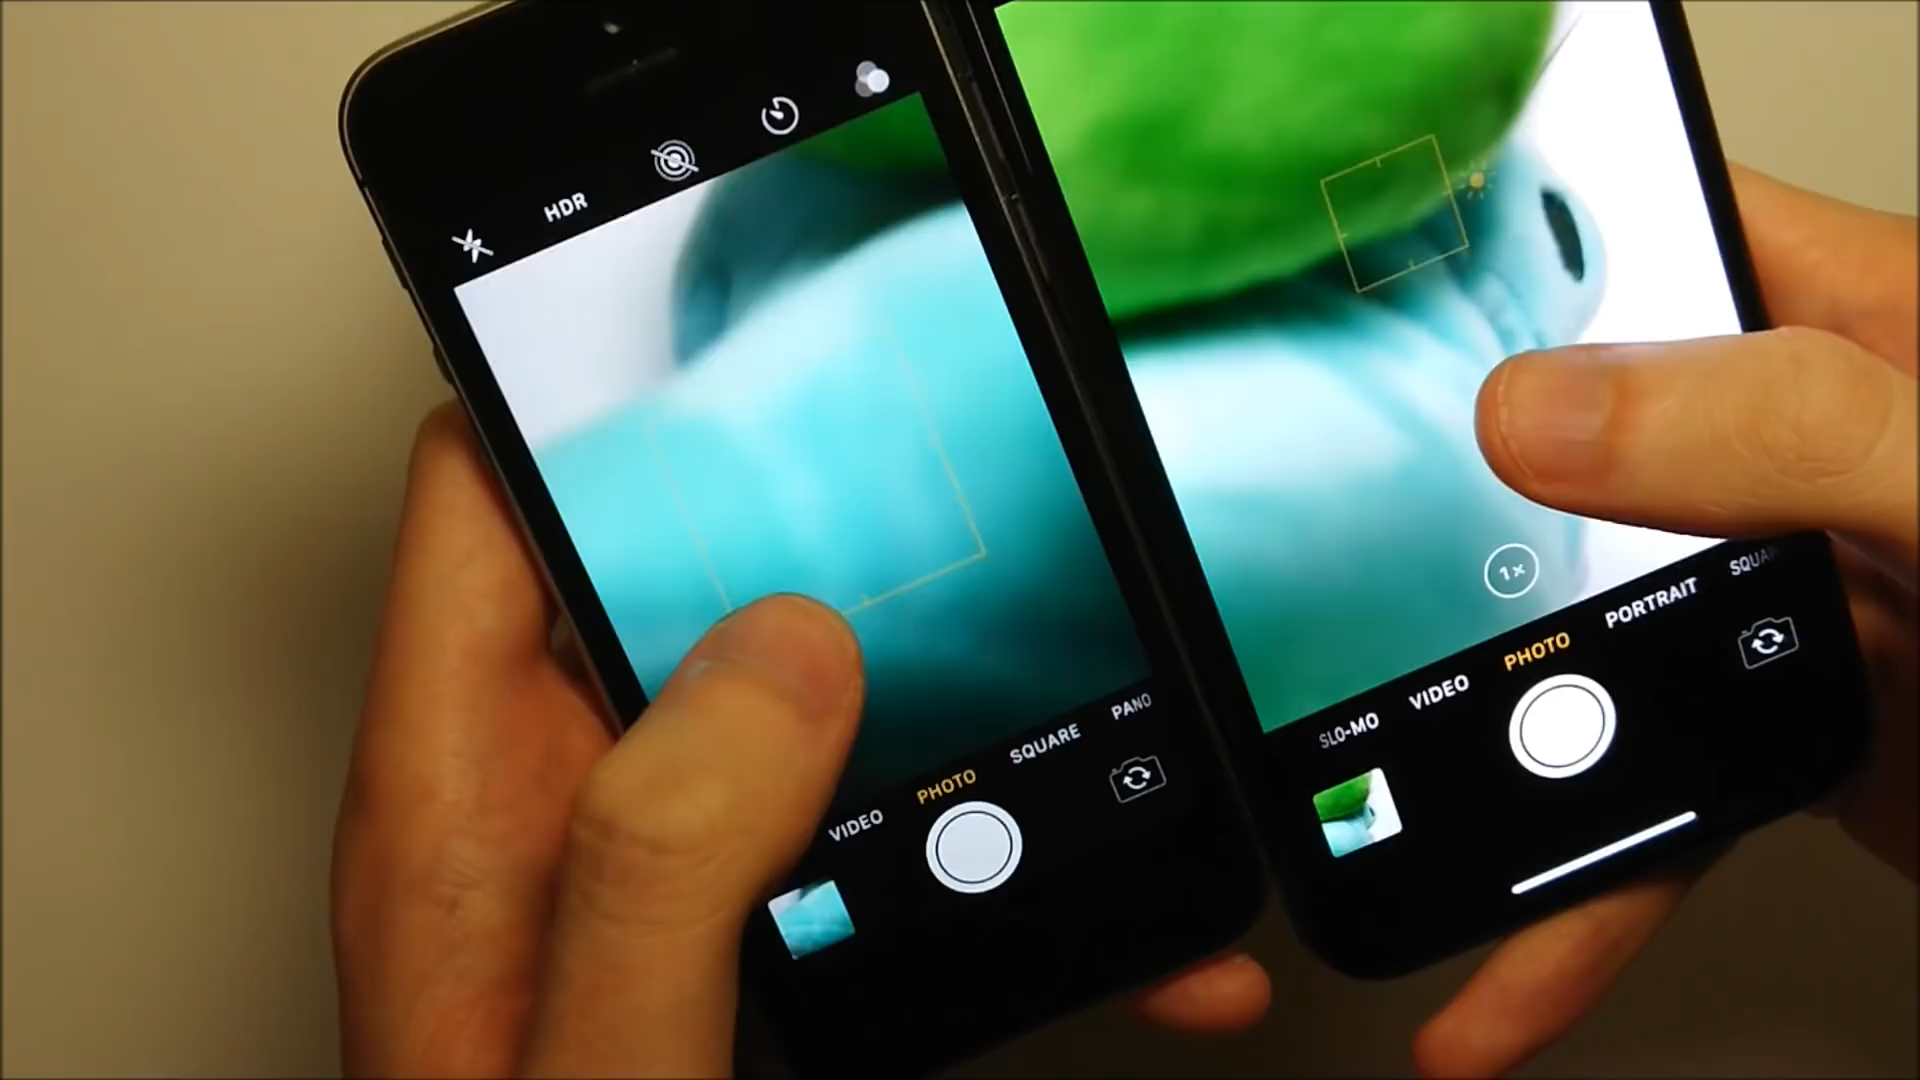 HDR
VIDEO
PHOTO
SQUARE
PANO
1×
SLO-MO
VIDEO
PHOTO
PORTRAIT